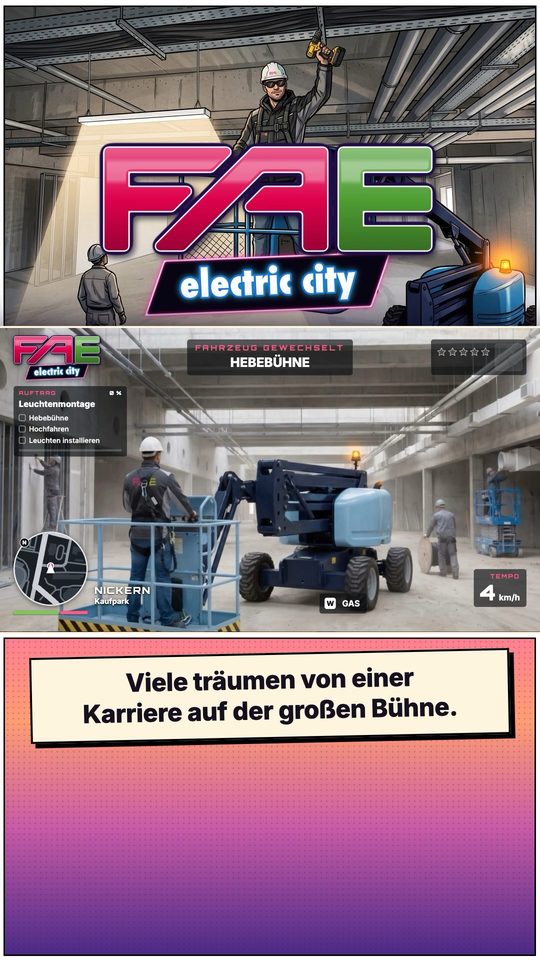 FAE
electric city
FAE
electric city
FAHRZEUG GEWECHSELT
HEBEBÜHNE
AUFTRAG 0 %
Leuchtenmontage
Hebebühne
Hochfahren
Leuchten installieren
FAE
N
NICKERN
Kaufpark
W GAS
TEMPO
4 km/h
Viele träumen von einer
Karriere auf der großen Bühne.